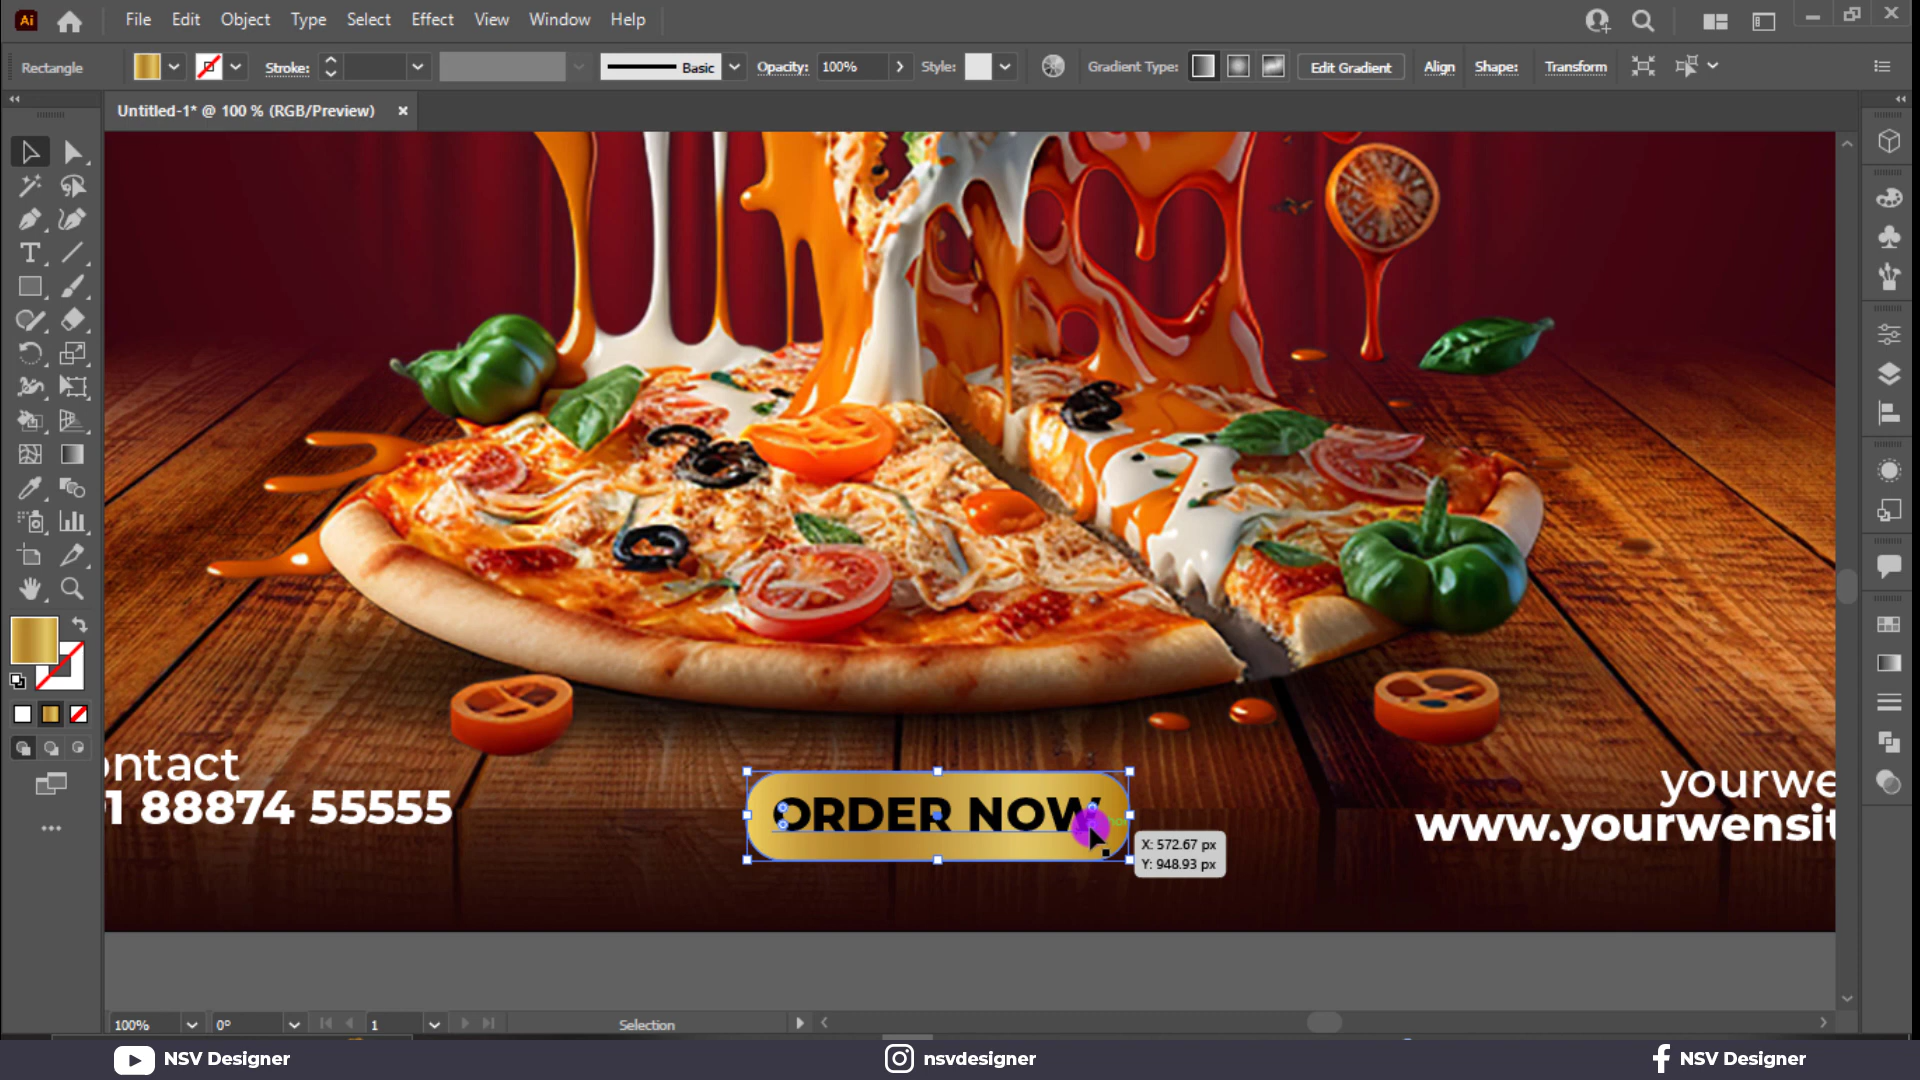 Ai
File Edit Object Type Select Effect View Window Help
Rectangle Stroke: Basic Opacity: 100% Style: Gradient Type: Edit Gradient Align Shape: Transform
Untitled-1* @ 100 % (RGB/Preview)
ontact
1 88874 55555
ORDER NOW
yourwe
www.yourwensit
X: 572.67 px
Y: 948.93 px
100% 0° 1 Selection
NSV Designer nsvdesigner NSV Designer